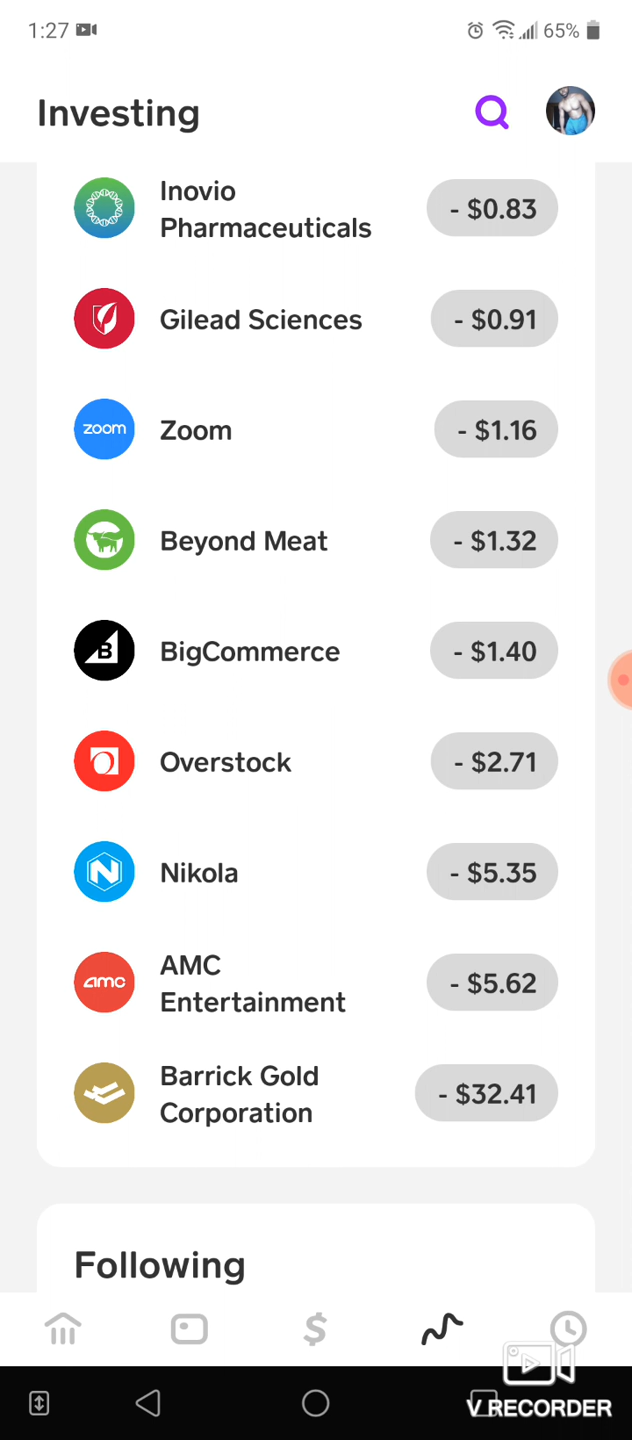 1:27
65%
Investing
Inovio
Pharmaceuticals
- $0.83
Gilead Sciences
- $0.91
zoom
Zoom
- $1.16
Beyond Meat
- $1.32
B
BigCommerce
- $1.40
O
Overstock
- $2.71
N
Nikola
- $5.35
amc
AMC
Entertainment
- $5.62
Barrick Gold
Corporation
- $32.41
Following
$
V RECORDER